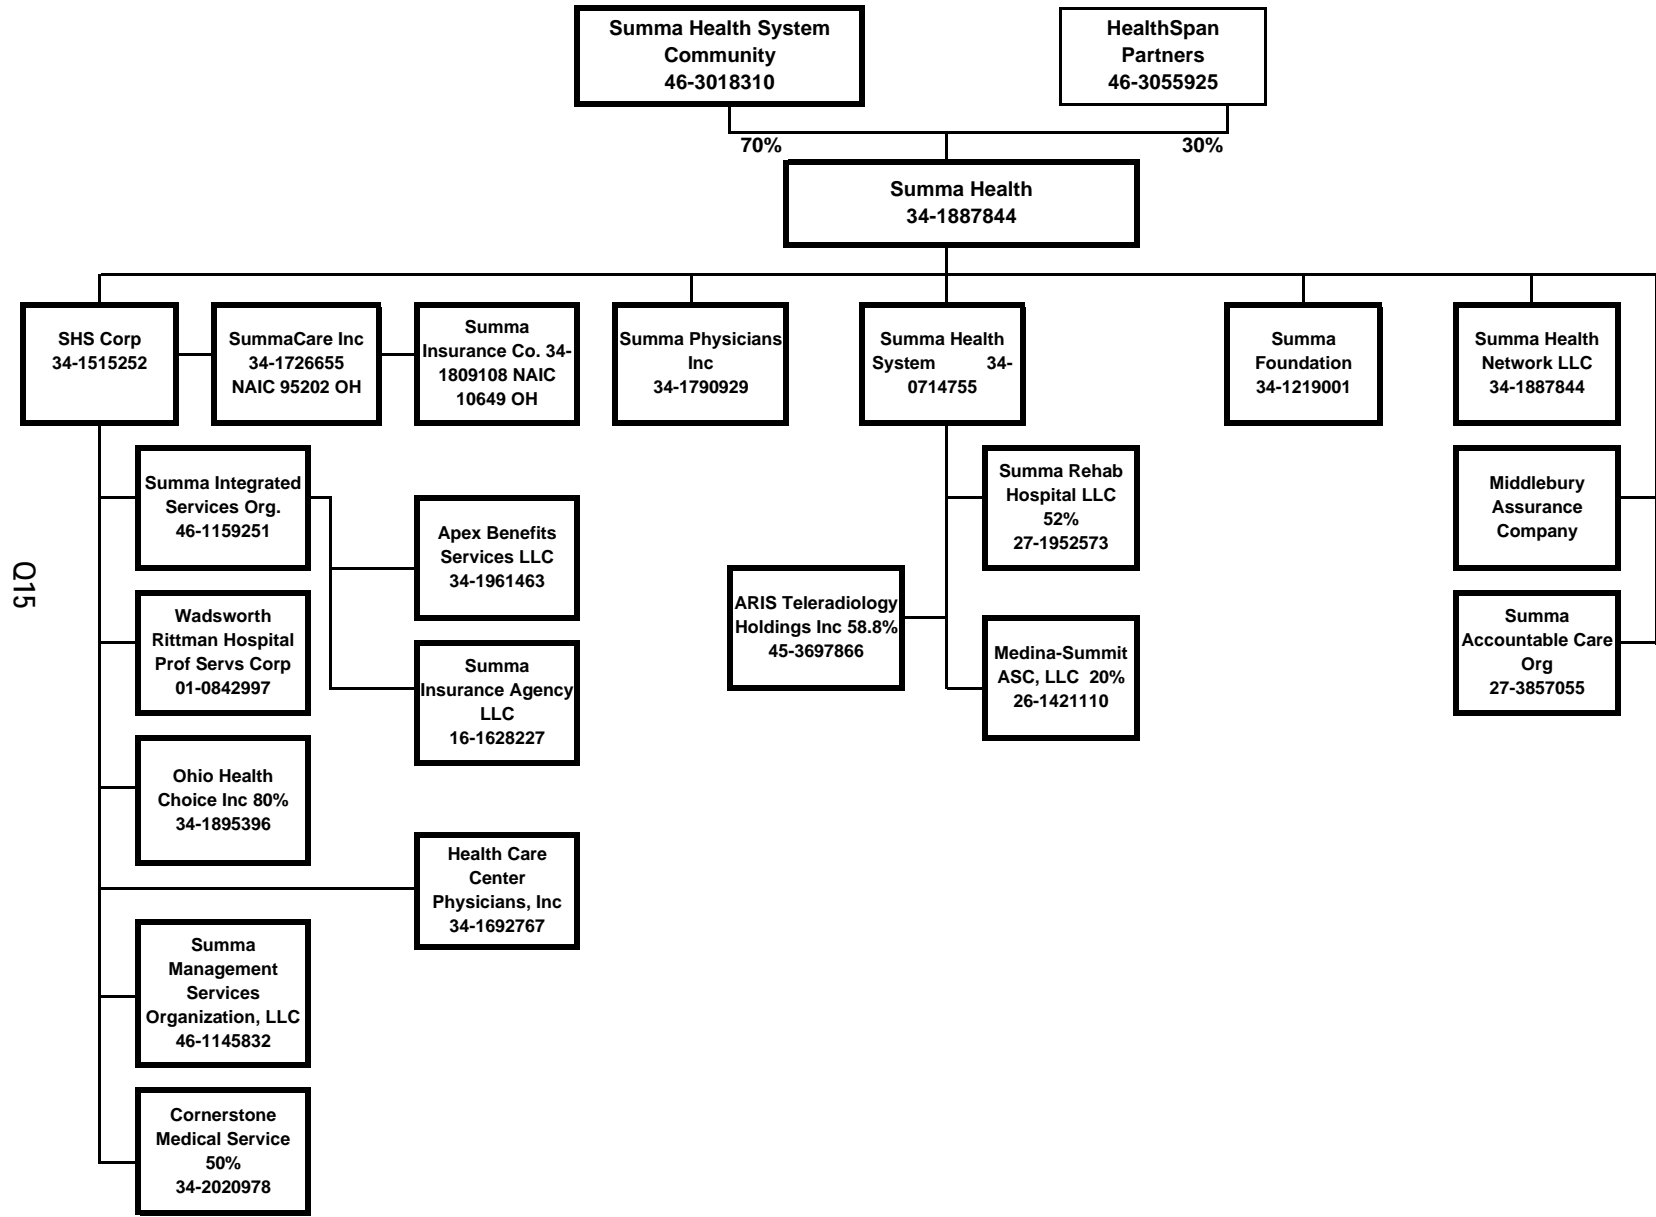 Summa Health System
Community
46-3018310
HealthSpan
Partners
46-3055925
70%
30%
Summa Health
34-1887844
SHS Corp
34-1515252
SummaCare Inc
34-1726655
NAIC 95202 OH
Summa
Insurance Co. 34-
1809108 NAIC
10649 OH
Summa Physicians
Inc
34-1790929
Summa Health
System 34-
0714755
Summa
Foundation
34-1219001
Summa Health
Network LLC
34-1887844
Summa Integrated
Services Org.
46-1159251
Apex Benefits
Services LLC
34-1961463
Summa Rehab
Hospital LLC
52%
27-1952573
Middlebury
Assurance
Company
Q15
Wadsworth
Rittman Hospital
Prof Servs Corp
01-0842997
Summa
Insurance Agency
LLC
16-1628227
ARIS Teleradiology
Holdings Inc 58.8%
45-3697866
Medina-Summit
ASC, LLC 20%
26-1421110
Summa
Accountable Care
Org
27-3857055
Ohio Health
Choice Inc 80%
34-1895396
Health Care
Center
Physicians, Inc
34-1692767
Summa
Management
Services
Organization, LLC
46-1145832
Cornerstone
Medical Service
50%
34-2020978